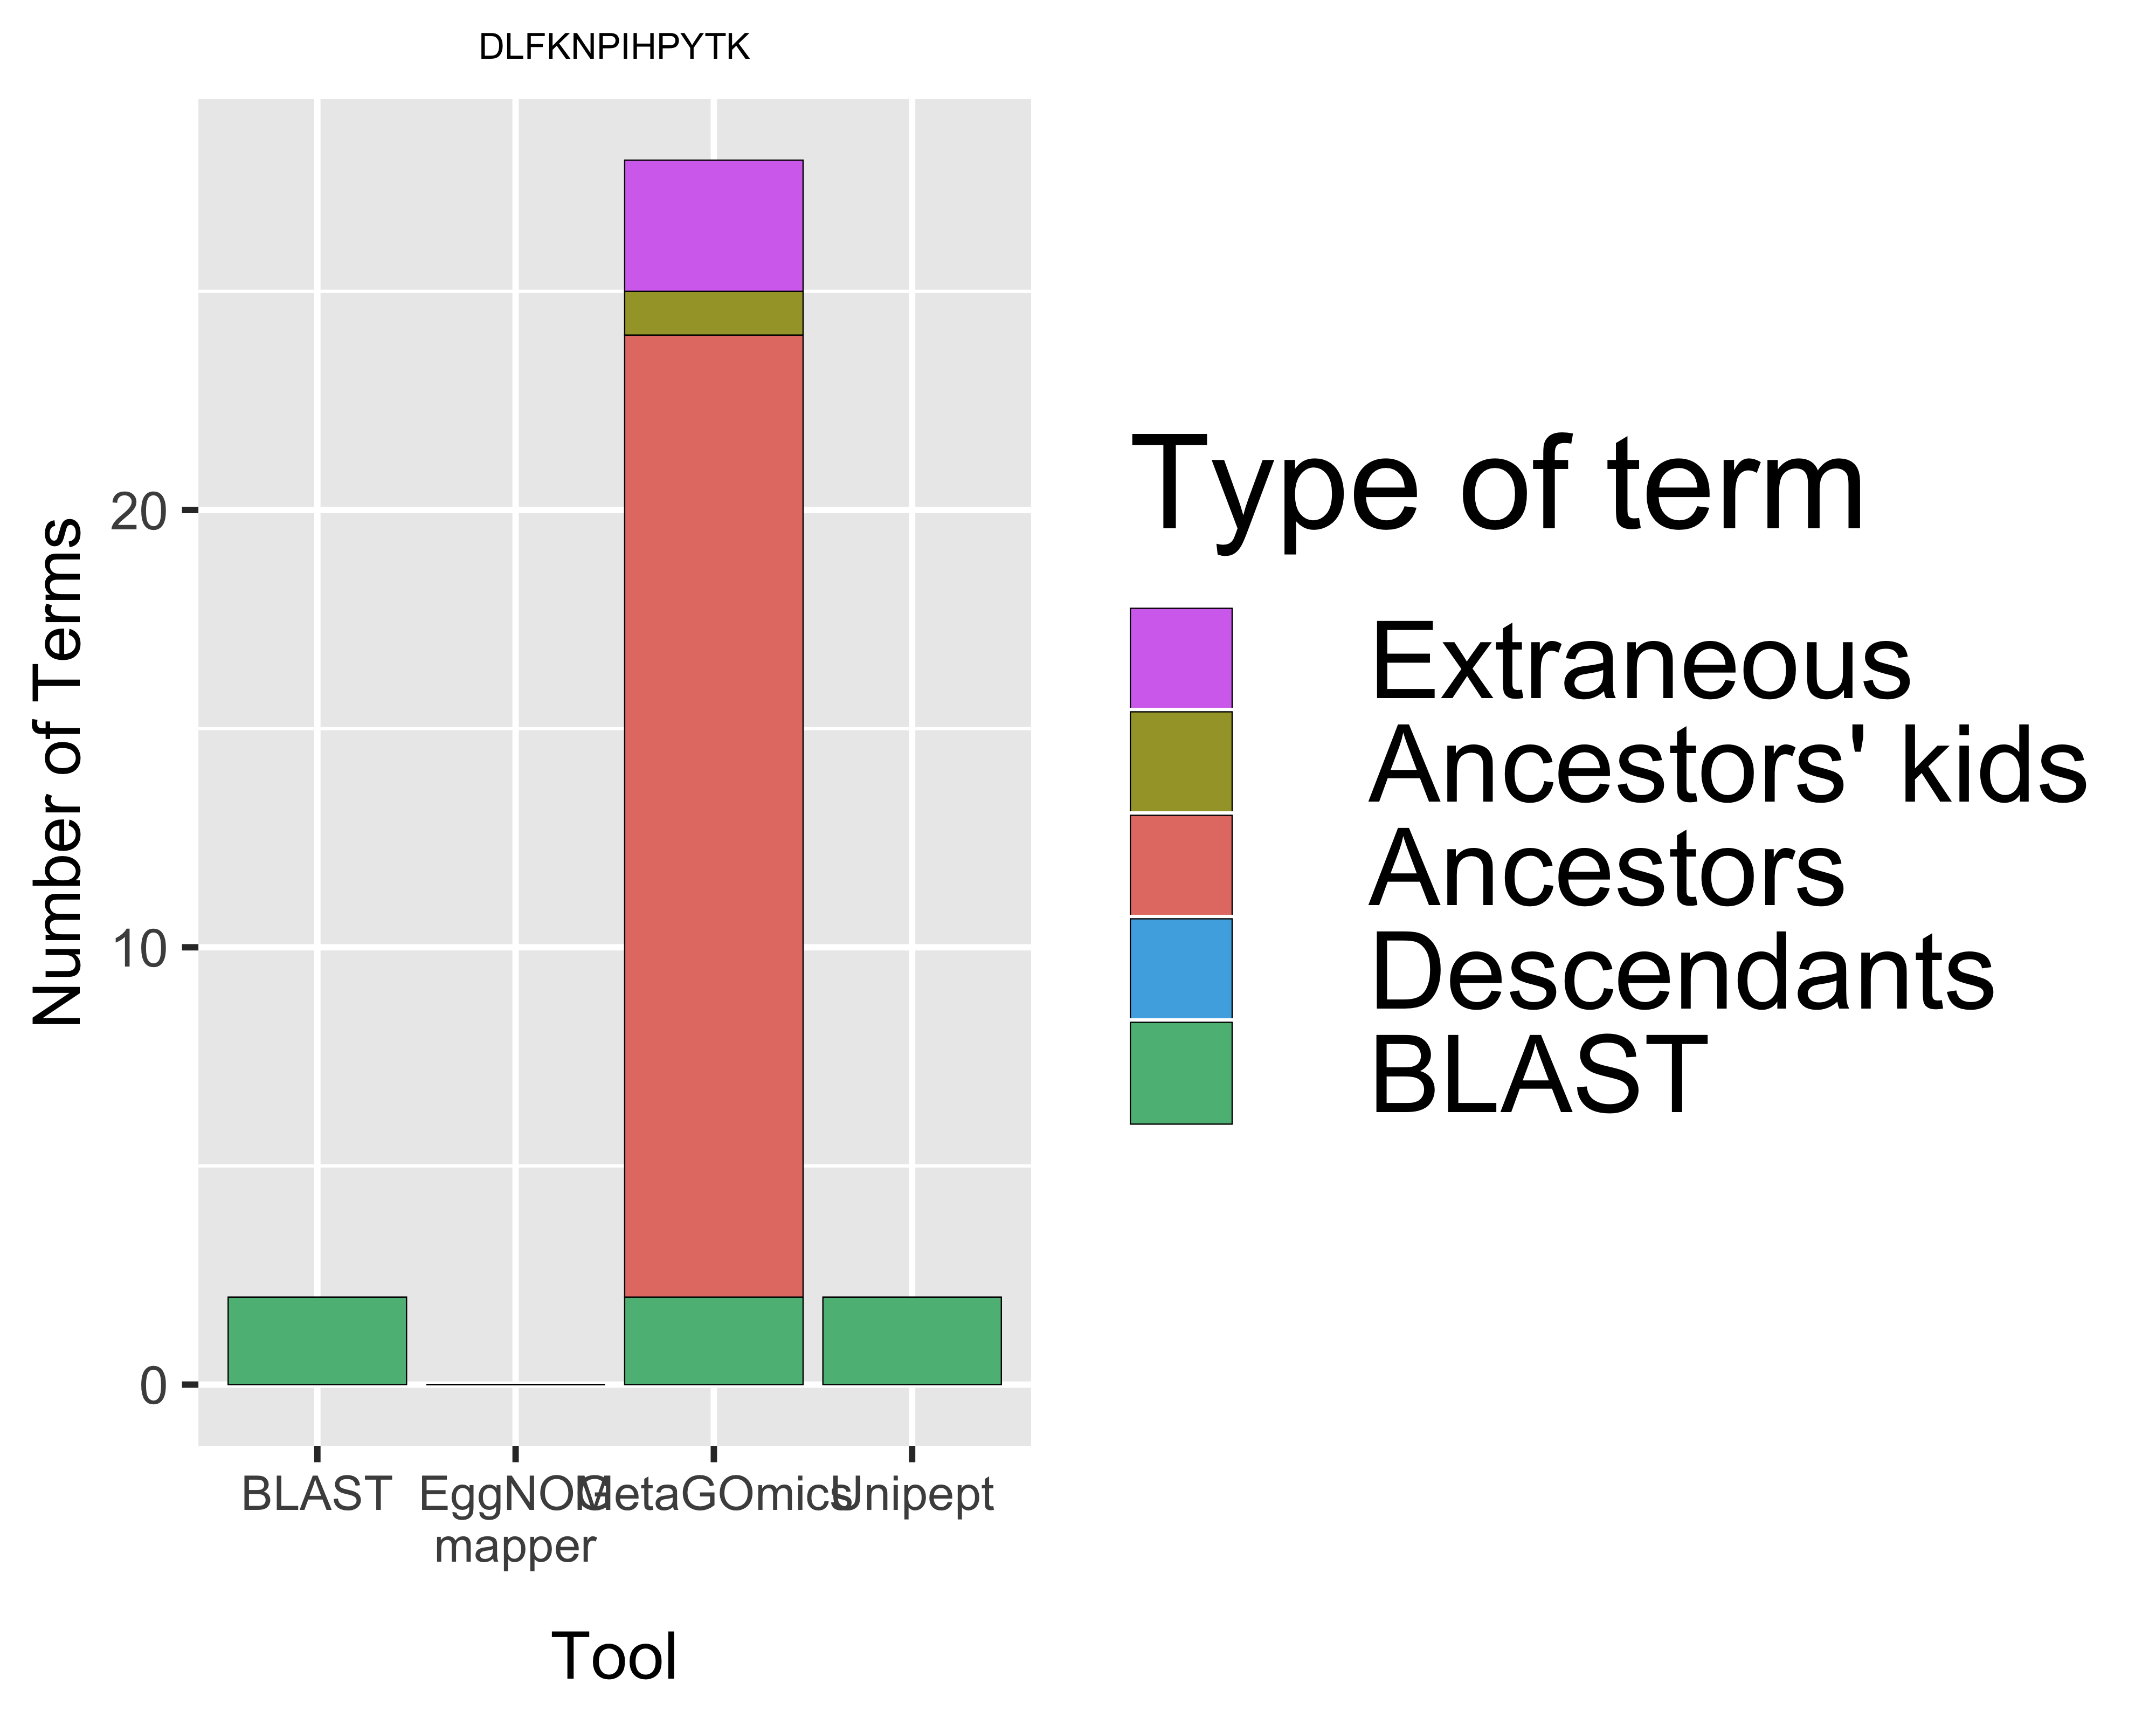 DLFKNPIHPYTK
Number of Terms
20
10
0
BLAST
EggNOG
mapper
MetaGOmics
Unipept
Tool
Type of term
Extraneous
Ancestors' kids
Ancestors
Descendants
BLAST